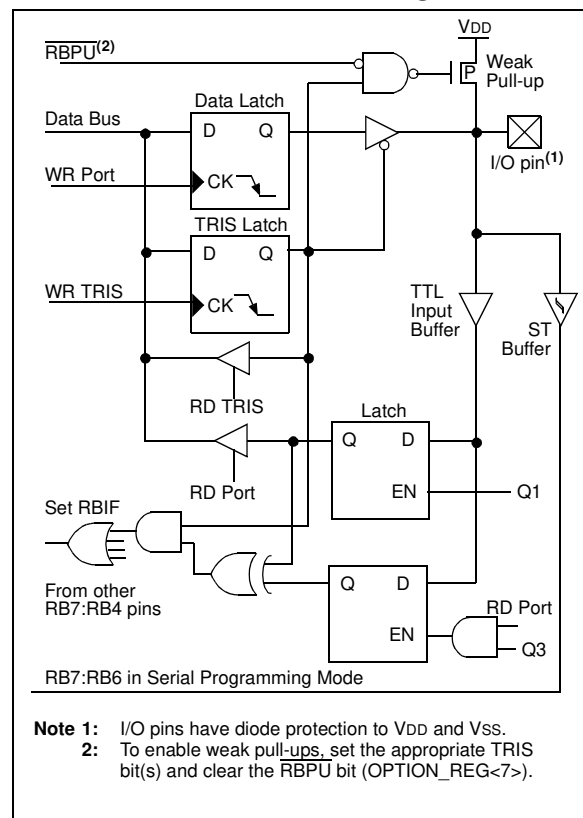 VDD
RBPU(2)
P
Weak
Pull-up
Data Latch
Data Bus
D Q
I/O pin(1)
WR Port
CK
TRIS Latch
D Q
WR TRIS
CK
TTL
Input
Buffer
ST
Buffer
RD TRIS
Latch
Q D
RD Port
EN
Q1
Set RBIF
From other
RB7:RB4 pins
Q D
RD Port
EN
Q3
RB7:RB6 in Serial Programming Mode
Note 1: I/O pins have diode protection to VDD and VSS.
2: To enable weak pull-ups, set the appropriate TRIS
bit(s) and clear the RBPU bit (OPTION_REG<7>).